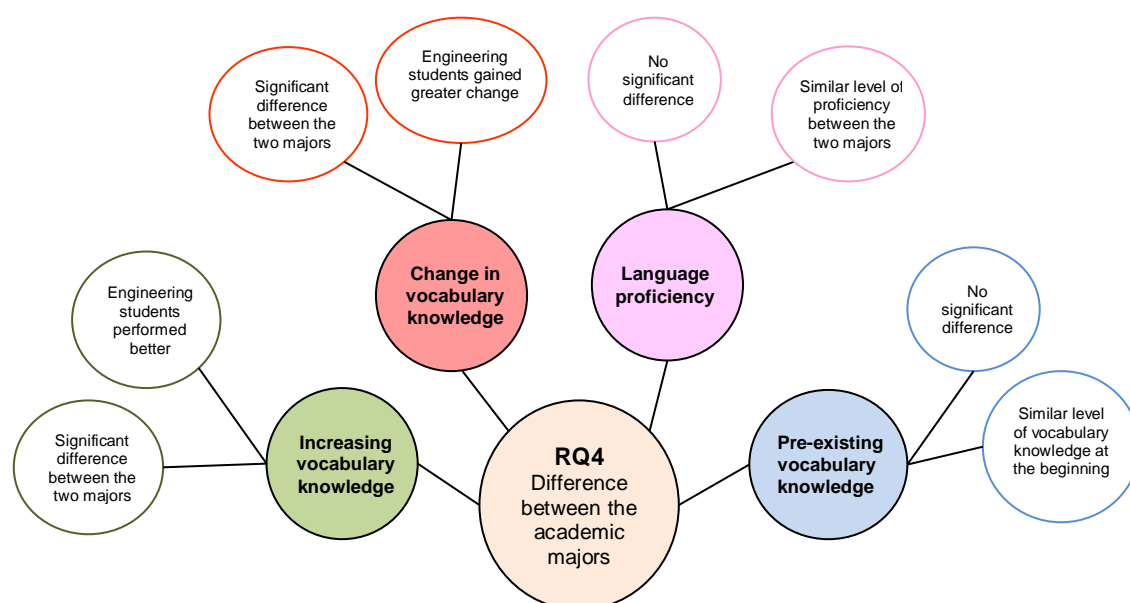 Engineering
students gained
greater change
Significant
difference
between the
two majors
No
significant
difference
Similar level of
proficiency
between the
two majors
Change in
vocabulary
knowledge
Language
proficiency
Engineering
students
performed
better
No
significant
difference
Significant
difference
between the
two majors
Increasing
vocabulary
knowledge
RQ4
Difference
between the
academic
majors
Pre-existing
vocabulary
knowledge
Similar level
of vocabulary
knowledge at
the beginning